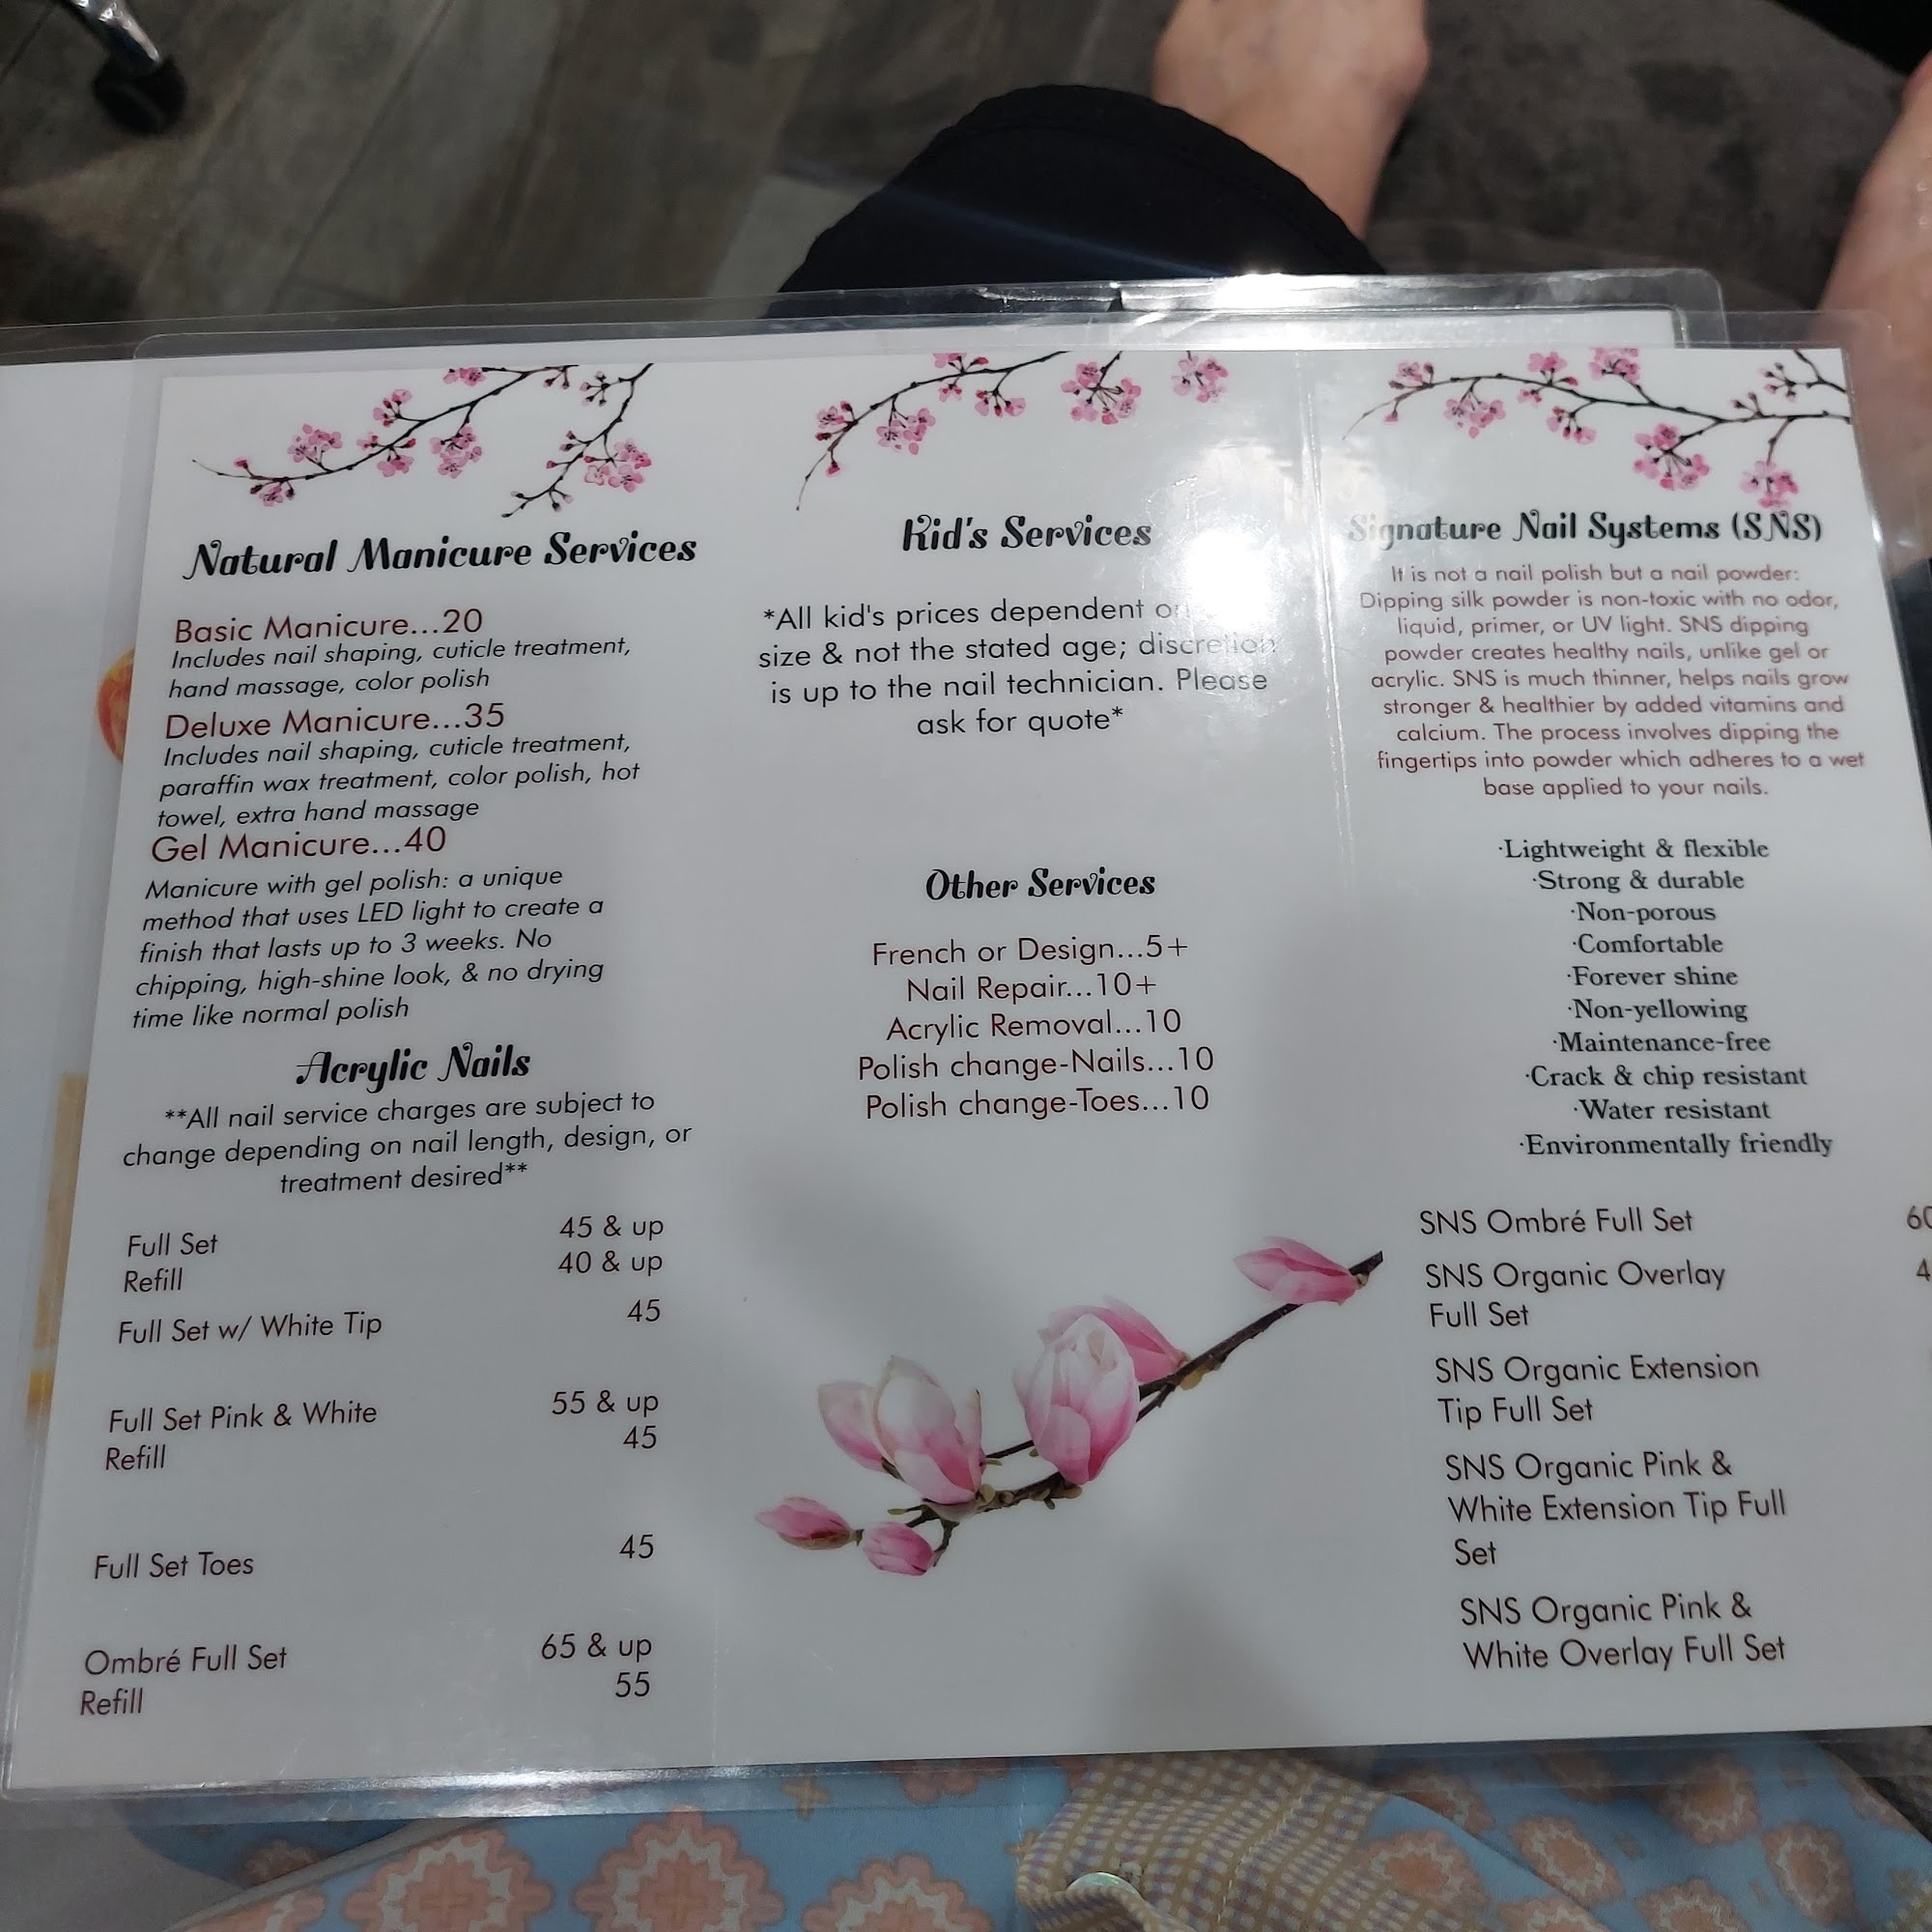 Natural Manicure Services
Basic Manicure...20
Includes nail shaping, cuticle treatment,
hand massage, color polish
Deluxe Manicure...35
Includes nail shaping, cuticle treatment,
paraffin wax treatment, color polish, hot
towel, extra hand massage
Gel Manicure...40
Manicure with gel polish: a unique
method that uses LED light to create a
finish that lasts up to 3 weeks. No
chipping, high-shine look, & no drying
time like normal polish
Acrylic Nails
**All nail service charges are subject to
change depending on nail length, design, or
treatment desired**
Full Set 45 & up
Refill 40 & up
Full Set w/ White Tip 45
Full Set Pink & White 55 & up
Refill 45
Full Set Toes 45
Ombré Full Set 65 & up
Refill 55
Kid's Services
*All kid's prices dependent
size & not the stated age; discretion
is up to the nail technician. Please
ask for quote*
Other Services
French or Design...5+
Nail Repair...10+
Acrylic Removal...10
Polish change-Nails...10
Polish change-Toes...10
Signature Nail Systems (SNS)
It is not a nail polish but a nail powder:
Dipping silk powder is non-toxic with no odor,
liquid, primer, or UV light. SNS dipping
powder creates healthy nails, unlike gel or
acrylic. SNS is much thinner, helps nails grow
stronger & healthier by added vitamins and
calcium. The process involves dipping the
fingertips into powder which adheres to a wet
base applied to your nails.
·Lightweight & flexible
·Strong & durable
·Non-porous
·Comfortable
·Forever shine
·Non-yellowing
·Maintenance-free
·Crack & chip resistant
·Water resistant
·Environmentally friendly
SNS Ombré Full Set
SNS Organic Overlay
Full Set
SNS Organic Extension
Tip Full Set
SNS Organic Pink &
White Extension Tip Full
Set
SNS Organic Pink &
White Overlay Full Set